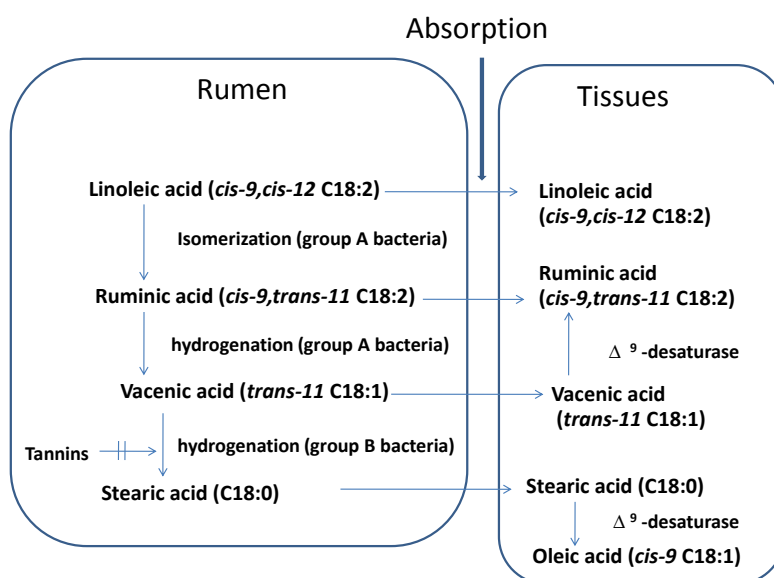 Absorption
Rumen
Tissues
Linoleic acid (cis-9,cis-12 C18:2)
Linoleic acid
(cis-9,cis-12 C18:2)
Isomerization (group A bacteria)
Ruminic acid (cis-9,trans-11 C18:2)
Ruminic acid
(cis-9,trans-11 C18:2)
hydrogenation (group A bacteria)
Δ 9 -desaturase
Vacenic acid (trans-11 C18:1)
Vacenic acid
(trans-11 C18:1)
Tannins
hydrogenation (group B bacteria)
Stearic acid (C18:0)
Stearic acid (C18:0)
Δ 9 -desaturase
Oleic acid (cis-9 C18:1)